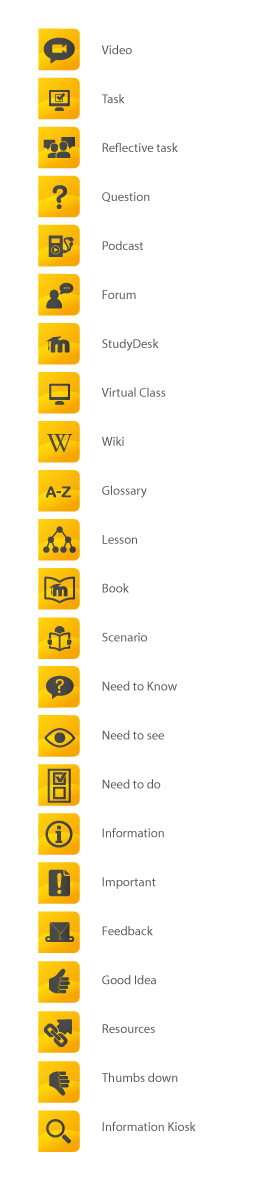 Video
Task
Reflective task
? Question
Podcast
Forum
m StudyDesk
Virtual Class
W Wiki
A-Z Glossary
Lesson
m Book
Scenario
? Need to Know
Need to see
Need to do
i Information
! Important
Feedback
Good Idea
Resources
Thumbs down
Information Kiosk